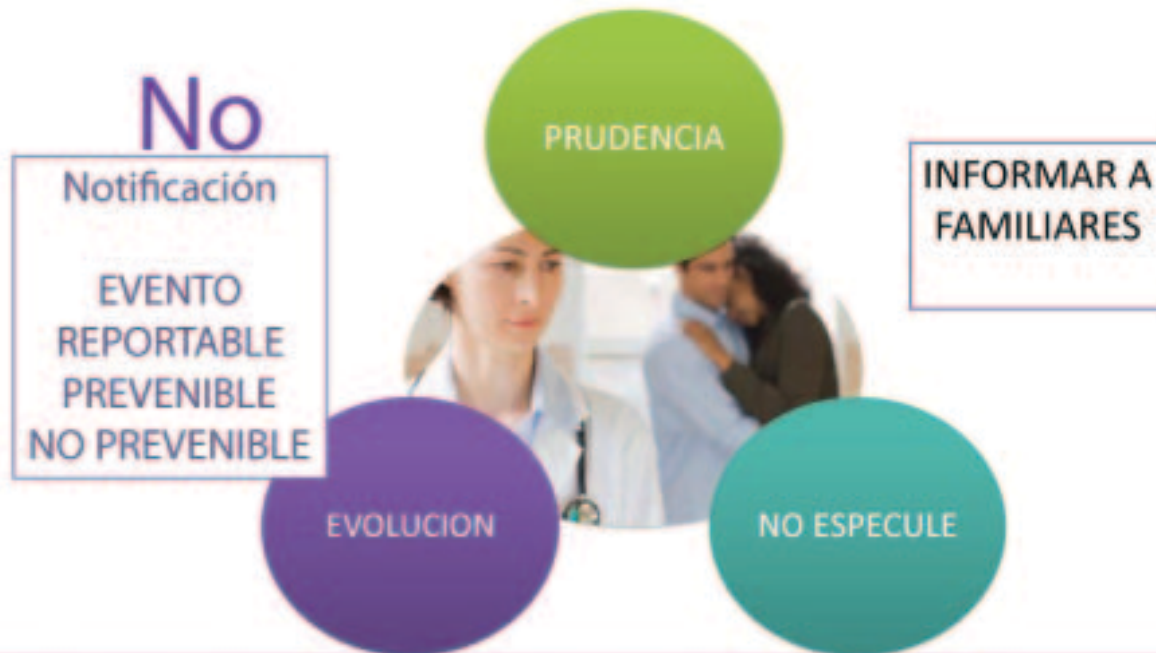 No
Notificación
EVENTO
REPORTABLE
PREVENIBLE
NO PREVENIBLE
PRUDENCIA
INFORMAR A
FAMILIARES
EVOLUCION
NO ESPECULE